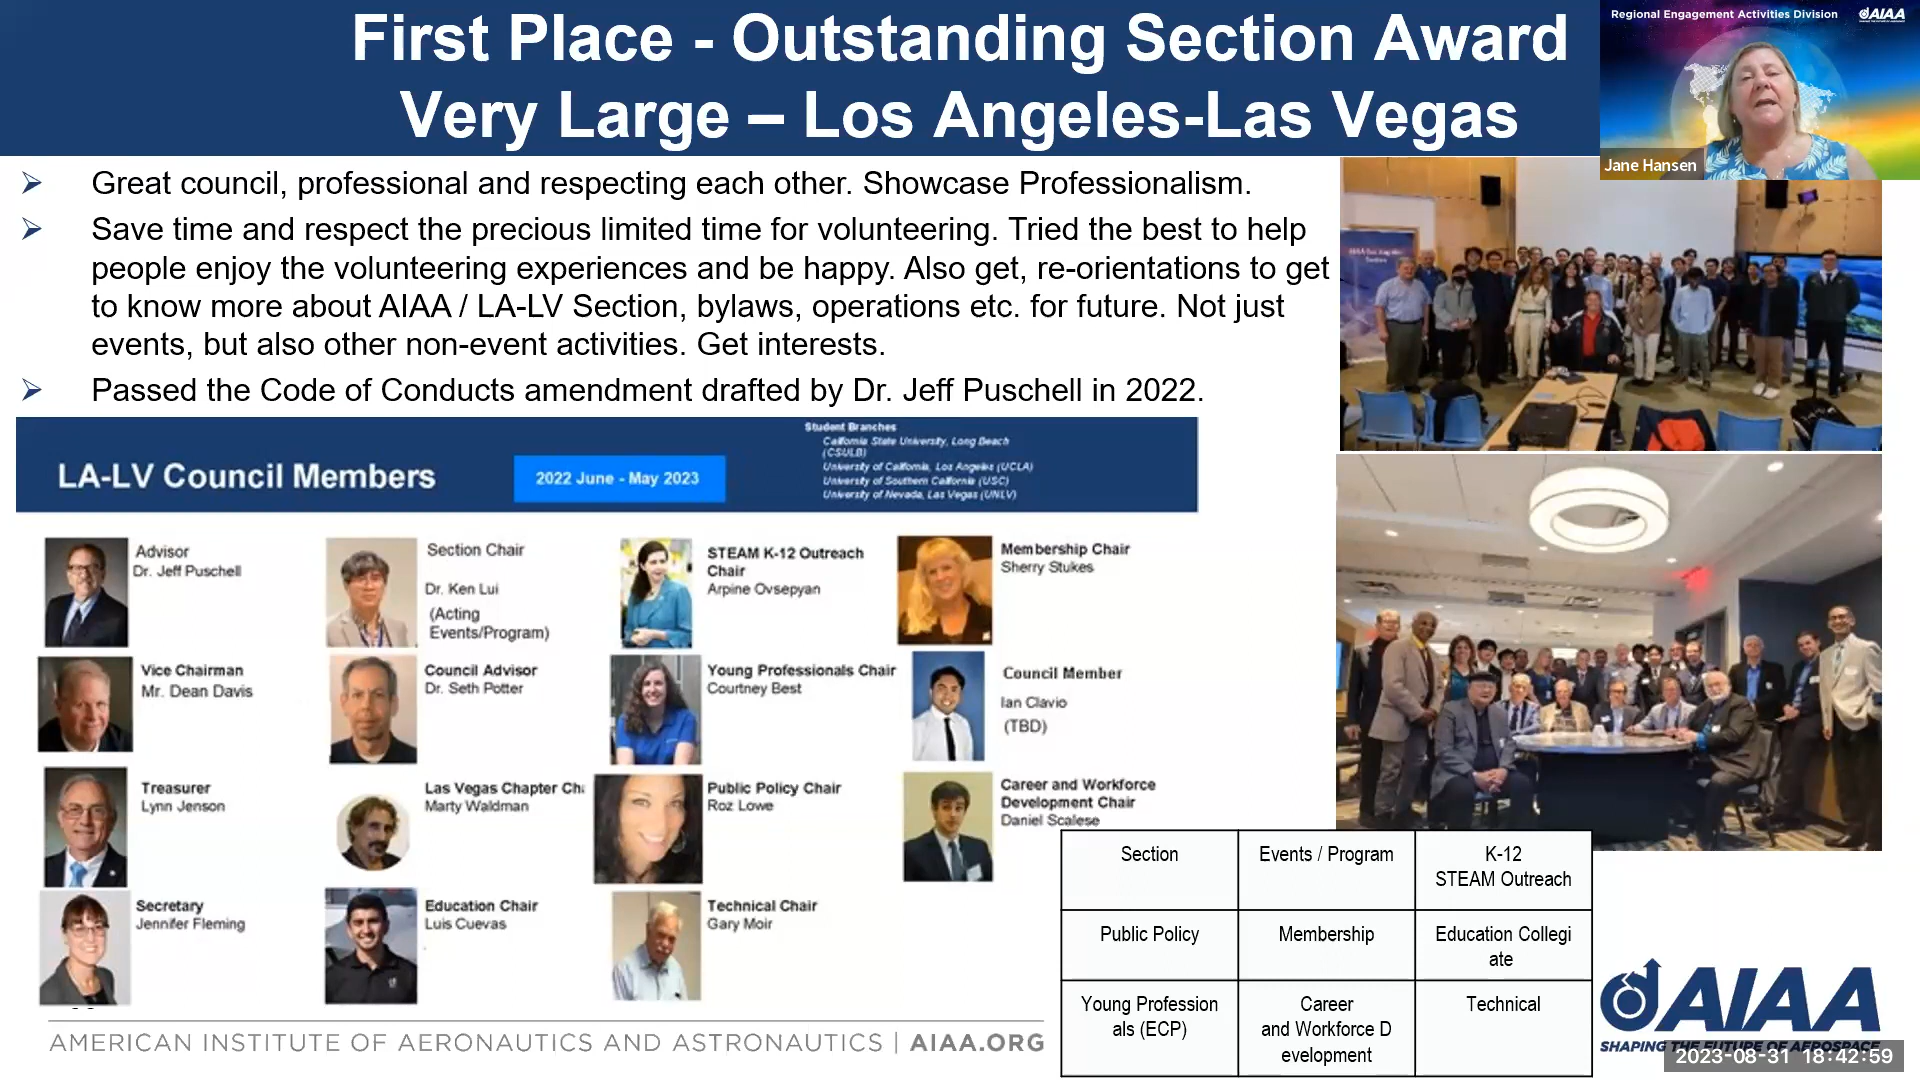 First Place - Outstanding Section Award
Very Large – Los Angeles-Las Vegas
Regional Engagement Activities Division
AIAA
Jane Hansen
Great council, professional and respecting each other. Showcase Professionalism.
Save time and respect the precious limited time for volunteering. Tried the best to help
people enjoy the volunteering experiences and be happy. Also get, re-orientations to get
to know more about AIAA / LA-LV Section, bylaws, operations etc. for future. Not just
events, but also other non-event activities. Get interests.
Passed the Code of Conducts amendment drafted by Dr. Jeff Puschell in 2022.
LA-LV Council Members
2022 June - May 2023
Student Branches
California State University, Long Beach
(CSULB)
University of California, Los Angeles (UCLA)
University of Southern California (USC)
University of Nevada, Las Vegas (UNLV)
Advisor
Dr. Jeff Puschell
Section Chair
Dr. Ken Lui
(Acting
Events/Program)
STEAM K-12 Outreach
Chair
Arpine Ovsepyan
Membership Chair
Sherry Stukes
Vice Chairman
Mr. Dean Davis
Council Advisor
Dr. Seth Potter
Young Professionals Chair
Courtney Best
Council Member
Ian Clavio
(TBD)
Treasurer
Lynn Jenson
Las Vegas Chapter Cha
Marty Waldman
Public Policy Chair
Roz Lowe
Career and Workforce
Development Chair
Daniel Scalese
Secretary
Jennifer Fleming
Education Chair
Luis Cuevas
Technical Chair
Gary Moir
Section
Events / Program
K-12
STEAM Outreach
Public Policy
Membership
Education Collegi
ate
Young Profession
als (ECP)
Career
and Workforce D
evelopment
Technical
AMERICAN INSTITUTE OF AERONAUTICS AND ASTRONAUTICS | AIAA.ORG
AIAA
SHAPING THE FUTURE OF AEROSPACE
2023-08-31 18:42:59